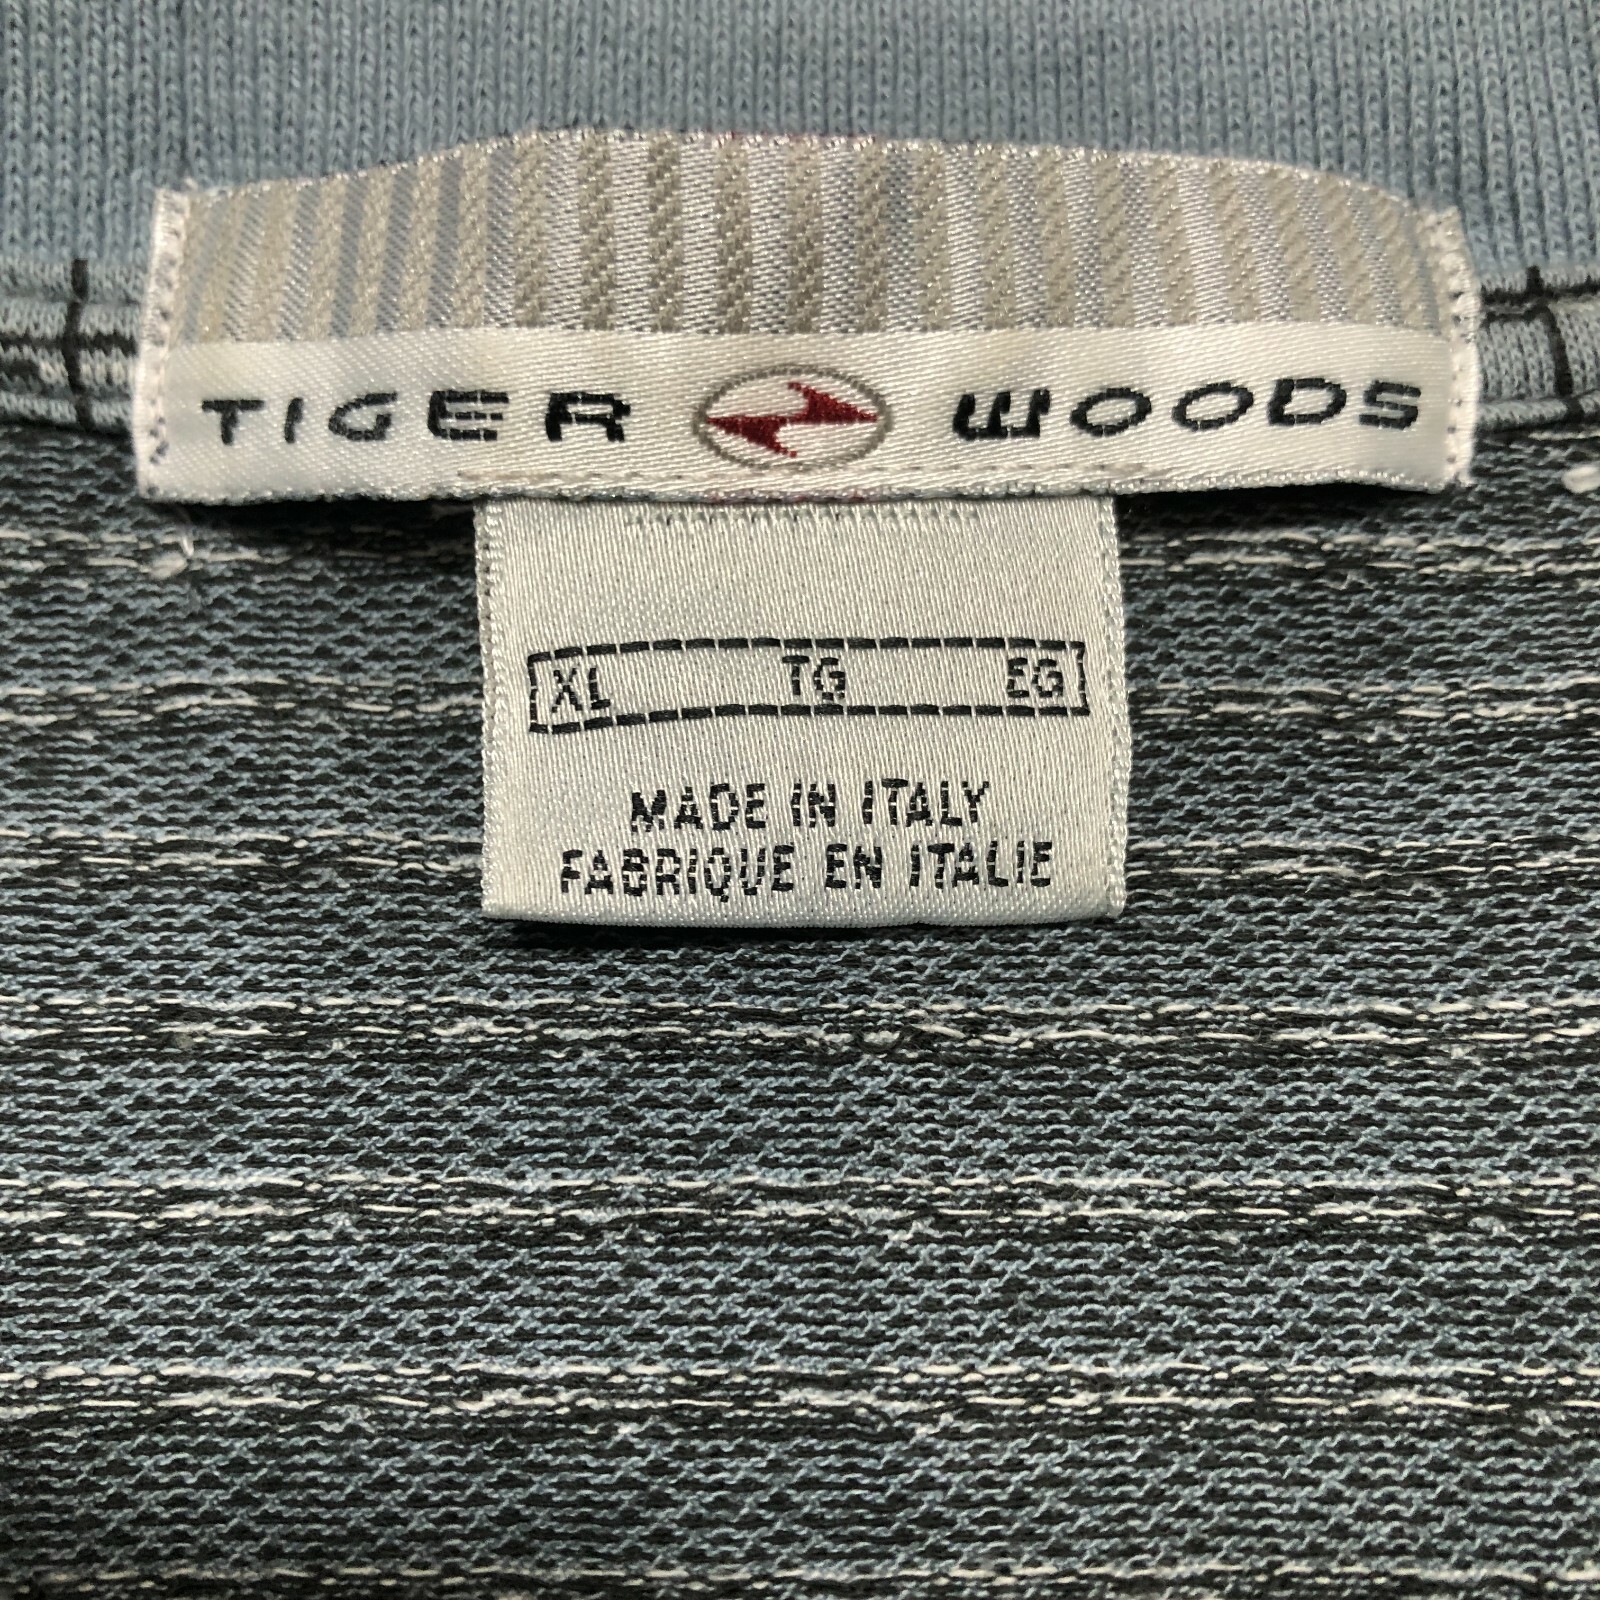 TIGER WOODS
XL TG EG
MADE IN ITALY
FABRIQUE EN ITALIE